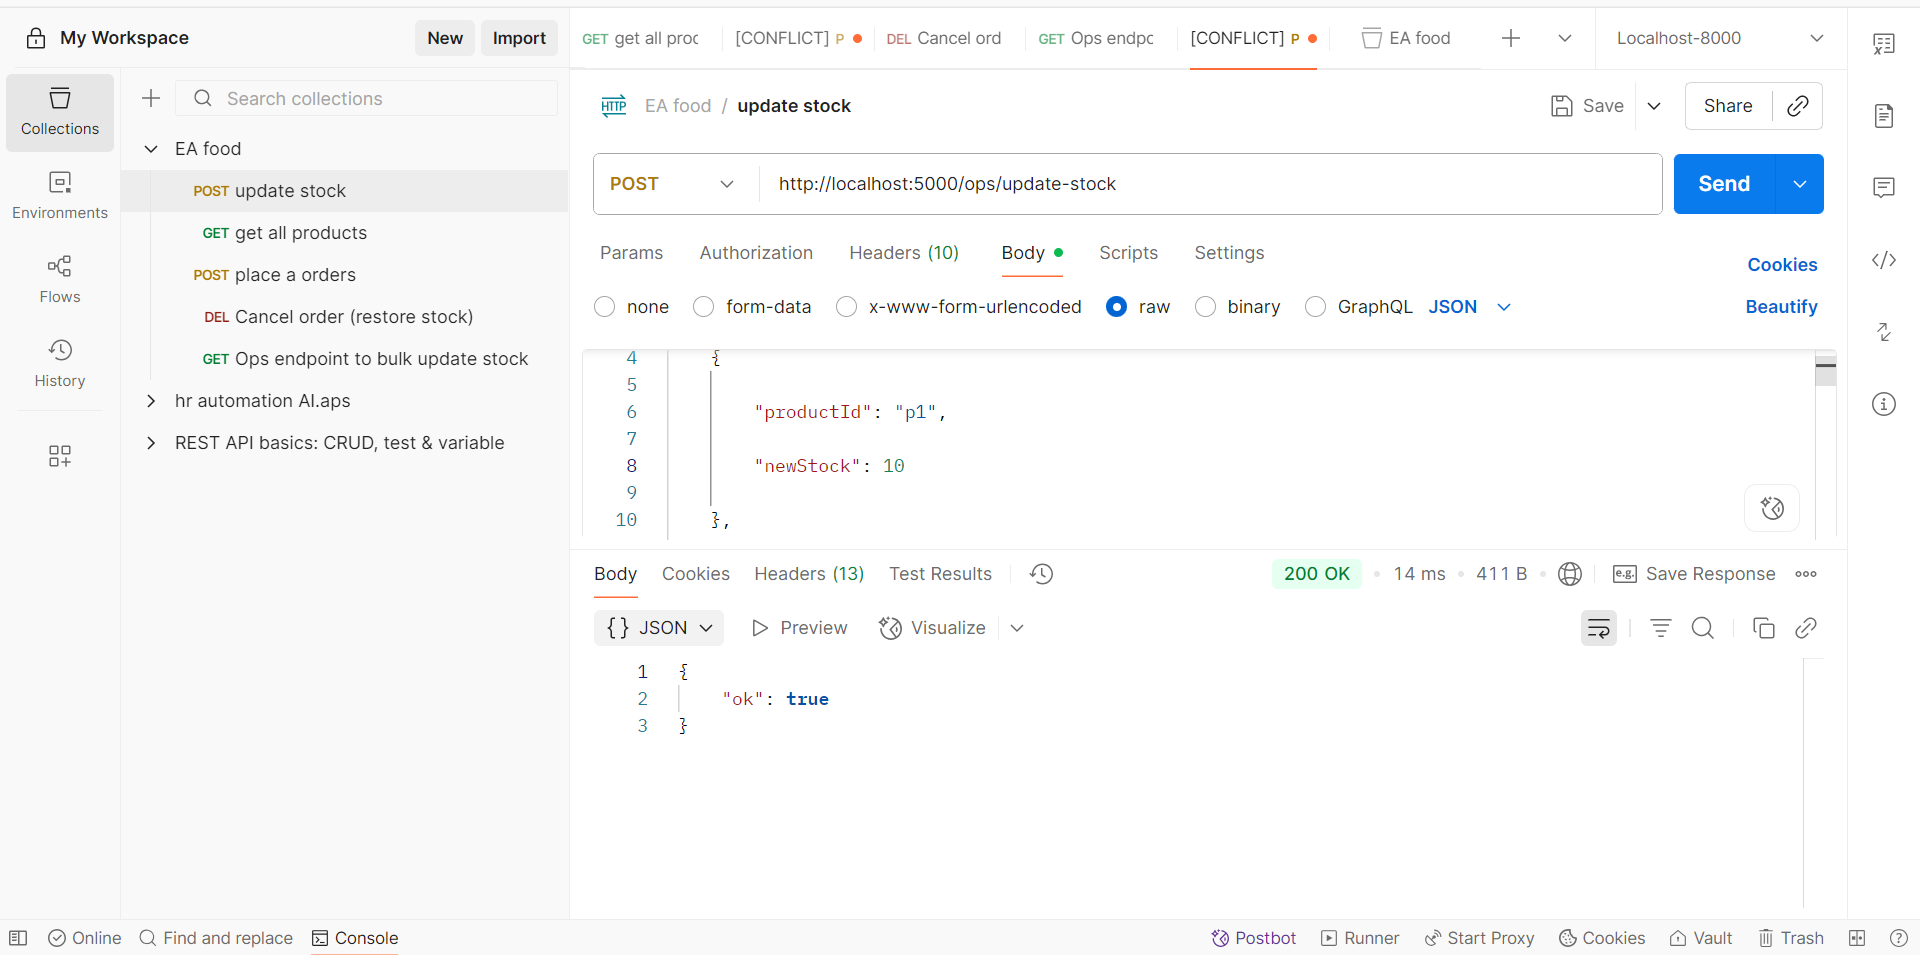 My Workspace
New
Import
GET get all proc
[CONFLICT] P
DEL Cancel ord
GET Ops endpc
[CONFLICT] P
EA food
Localhost-8000
Collections
Environments
Flows
History
Search collections
EA food
POST update stock
GET get all products
POST place a orders
DEL Cancel order (restore stock)
GET Ops endpoint to bulk update stock
hr automation AI.aps
REST API basics: CRUD, test & variable
HTTP EA food / update stock
Save
Share
POST
http://localhost:5000/ops/update-stock
Send
Params
Authorization
Headers (10)
Body
Scripts
Settings
Cookies
none
form-data
x-www-form-urlencoded
raw
binary
GraphQL
JSON
Beautify
4 {
5
6 "productId": "p1",
7
8 "newStock": 10
9
10 },
Body
Cookies
Headers (13)
Test Results
200 OK
14 ms
411 B
e.g. Save Response
{} JSON
Preview
Visualize
1 {
2 "ok": true
3 }
Online
Find and replace
Console
Postbot
Runner
Start Proxy
Cookies
Vault
Trash